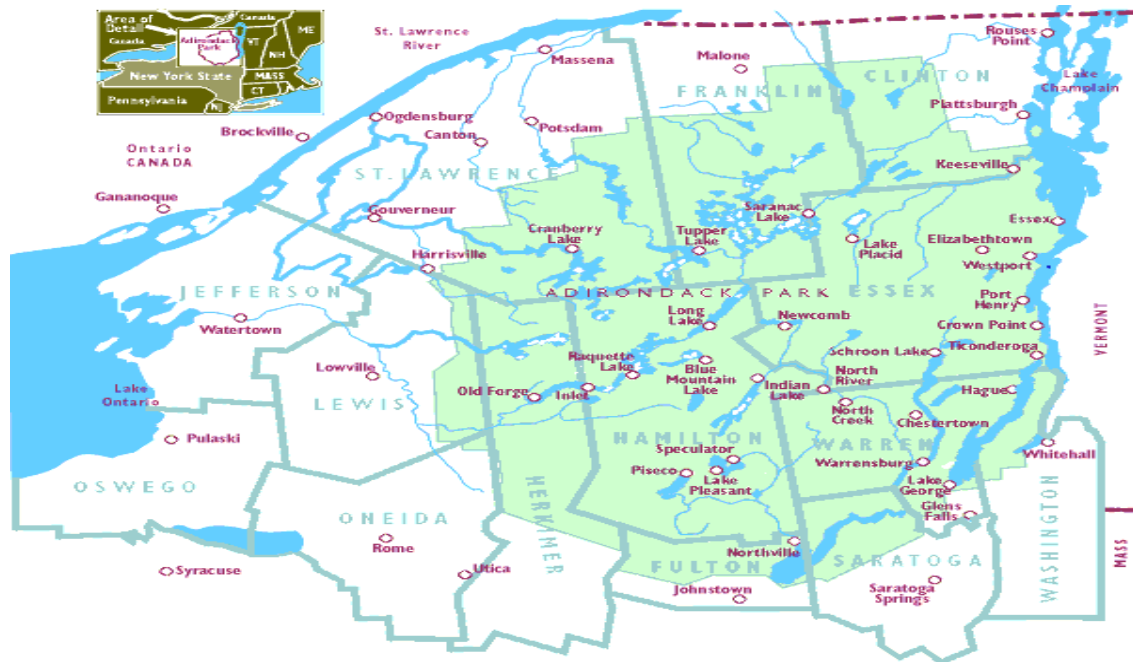 Area of
Detail
Canada
Canada
Adirondack
Park
VT
ME
NH
New York State
MASS
CT
Pennsylvania
NJ
St. Lawrence
River
Massena
Malone
Rouses
Point
CLINTON
FRANKLIN
Lake
Champlain
Plattsburgh
Ogdensburg
Brockville
Canton
Potsdam
Ontario
CANADA
Keeseville
ST. LAWRENCE
Gananoque
Gouverneur
Saranac
Lake
Essex
Cranberry
Lake
Tupper
Lake
Lake
Placid
Elizabethtown
Westport
Harrisville
JEFFERSON
ADIRONDACK PARK
ESSEX
Port
Henry
Watertown
Long
Lake
Newcomb
Crown Point
VERMONT
Lowville
Raquette
Lake
Blue
Mountain
Lake
Schroon Lake
Ticonderoga
Lake
Ontario
LEWIS
Old Forge
Inlet
Indian
Lake
North
River
Hague
North
Creek
Chestertown
Pulaski
HAMILTON
WARREN
Whitehall
Speculator
Piseco
Lake
Pleasant
Warrensburg
Lake
George
OSWEGO
HERKIMER
Glens
Falls
WASHINGTON
ONEIDA
Rome
Northville
MASS
Syracuse
Utica
FULTON
SARATOGA
Johnstown
Saratoga
Springs